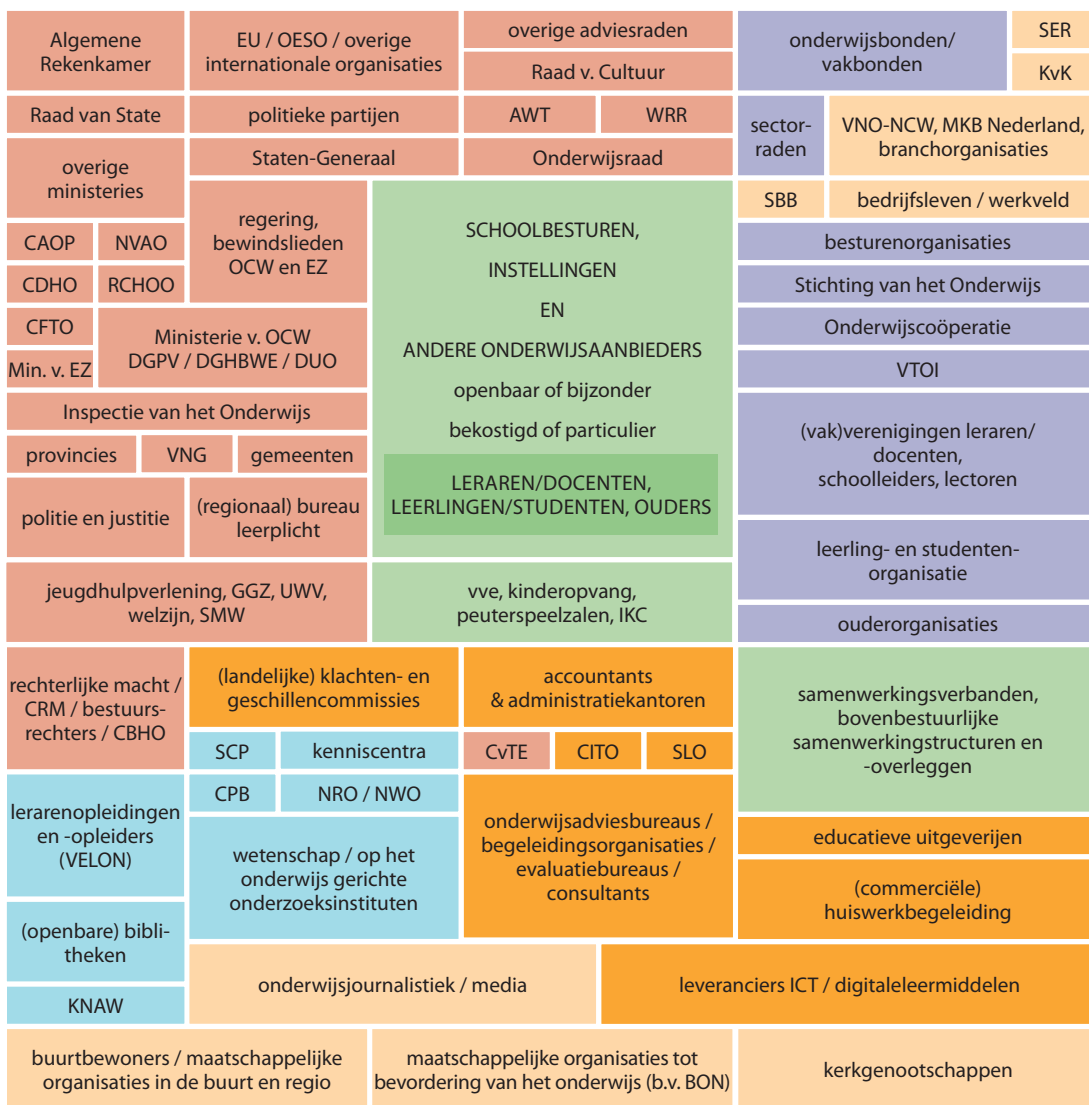 Algemene
Rekenkamer
EU / OESO / overige
internationale organisaties
overige adviesraden
Raad v. Cultuur
onderwijsbonden/
vakbonden
SER
KvK
Raad van State
politieke partijen
AWT
WRR
sector-
raden
VNO-NCW, MKB Nederland,
branchorganisaties
overige
ministeries
Staten-Generaal
Onderwijsraad
SBB
bedrijfsleven / werkveld
regering,
bewindslieden
OCW en EZ
CAOP
NVAO
CDHO
RCHOO
CFTO
Min. v. EZ
Ministerie v. OCW
DGPV / DGHBWE / DUO
SCHOOLBESTUREN,
INSTELLINGEN
EN
ANDERE ONDERWIJSAANBIEDERS
openbaar of bijzonder
bekostigd of particulier
LERAREN/DOCENTEN,
LEERLINGEN/STUDENTEN, OUDERS
besturenorganisaties
Stichting van het Onderwijs
Onderwijscoöperatie
VTOI
Inspectie van het Onderwijs
provincies
VNG
gemeenten
(vak)verenigingen leraren/
docenten,
schoolleiders, lectoren
politie en justitie
(regionaal) bureau
leerplicht
leerling- en studenten-
organisatie
jeugdhulpverlening, GGZ, UWV,
welzijn, SMW
vve, kinderopvang,
peuterspeelzalen, IKC
ouderorganisaties
rechterlijke macht /
CRM / bestuurs-
rechters / CBHO
(landelijke) klachten- en
geschillencommissies
accountants
& administratiekantoren
samenwerkingsverbanden,
bovenbestuurlijke
samenwerkingstructuren en
-overleggen
SCP
kenniscentra
CvTE
CITO
SLO
CPB
NRO / NWO
lerarenopleidingen
en -opleiders
(VELON)
wetenschap / op het
onderwijs gerichte
onderzoeksinstituten
onderwijsadviesbureaus /
begeleidingsorganisaties /
evaluatiebureaus /
consultants
educatieve uitgeverijen
(commerciële)
huiswerkbegeleiding
(openbare) bibli-
theken
KNAW
onderwijsjournalistiek / media
leveranciers ICT / digitaleleermiddelen
buurtbewoners / maatschappelijke
organisaties in de buurt en regio
maatschappelijke organisaties tot
bevordering van het onderwijs (b.v. BON)
kerkgenootschappen